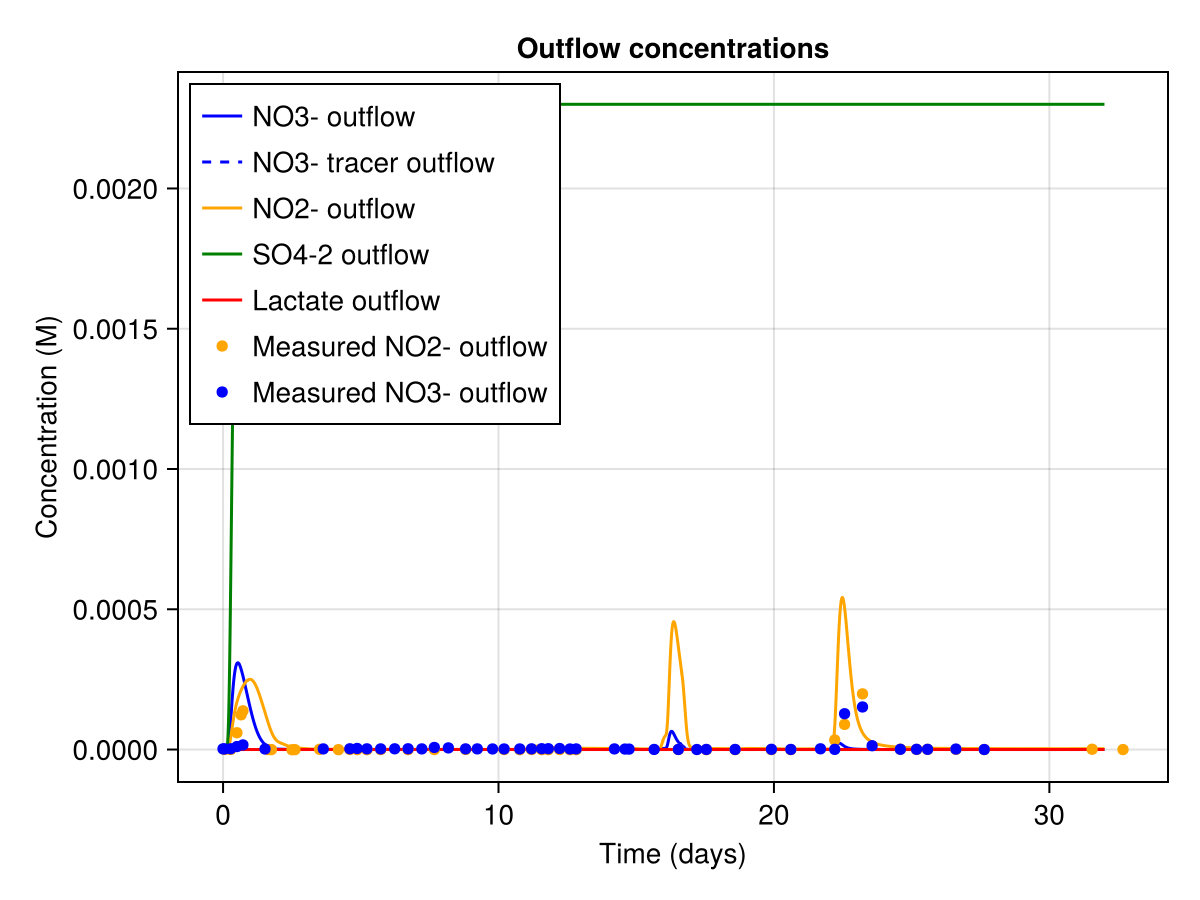 Outflow concentrations
NO3- outflow
NO3- tracer outflow
NO2- outflow
SO4-2 outflow
Lactate outflow
Measured NO2- outflow
Measured NO3- outflow
0.0020
0.0015
0.0010
0.0005
0.0000
Concentration (M)
0 10 20 30
Time (days)